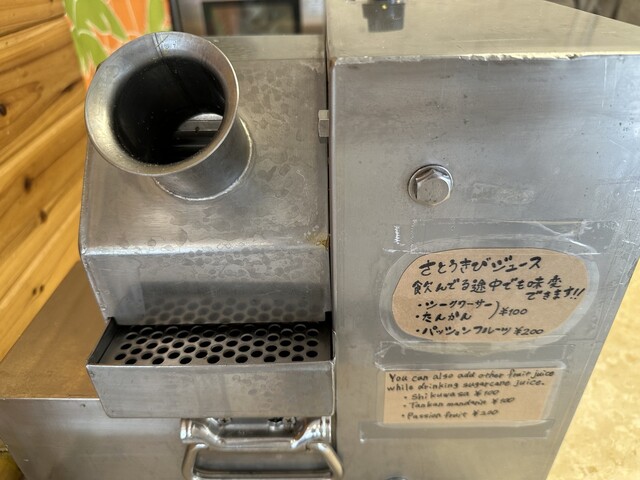 さとうきびジュース
飲んでる途中でも味変
できます!!
・シークワーサー
・たんかん )¥100
・パッションフルーツ ¥200
You can also add other fruit juice
while drinking sugarcane juice.
・Shikuwasa ¥100
・Tankan mandarin ¥100
・Passion fruit ¥200